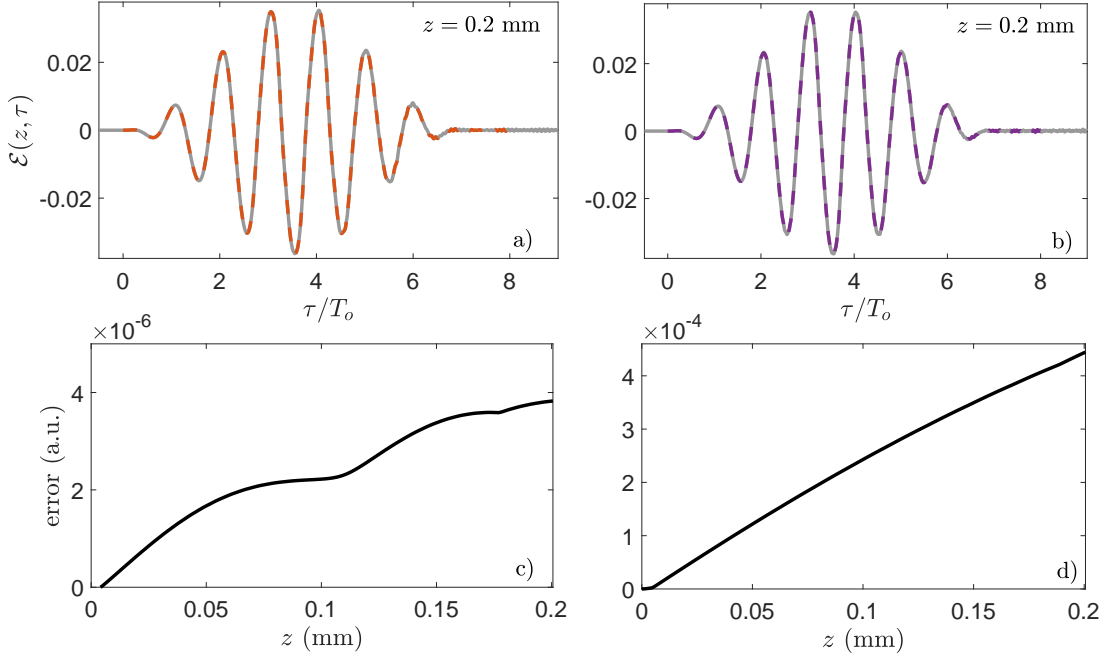 z = 0.2 mm
0.02
0
-0.02
ℰ(z, τ)
a)
0 2 4 6 8
τ/Tₒ
z = 0.2 mm
0.02
0
-0.02
b)
0 2 4 6 8
τ/Tₒ
×10⁻⁶
4
2
0
error (a.u.)
c)
0 0.05 0.1 0.15 0.2
z (mm)
×10⁻⁴
4
3
2
1
0
d)
0 0.05 0.1 0.15 0.2
z (mm)